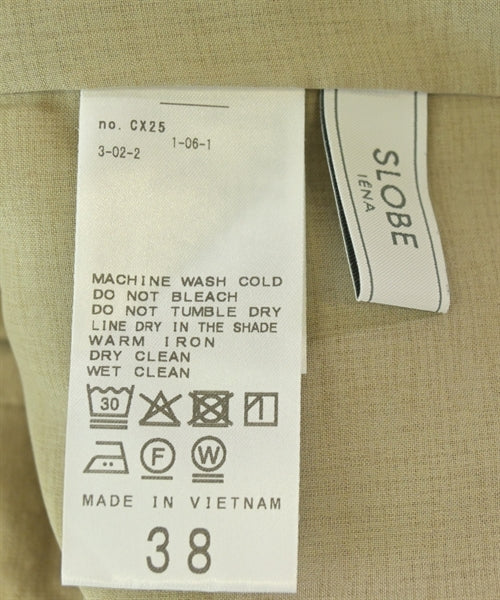 no. CX25
3-02-2 1-06-1
MACHINE WASH COLD
DO NOT BLEACH
DO NOT TUMBLE DRY
LINE DRY IN THE SHADE
WARM IRON
DRY CLEAN
WET CLEAN
30
F W
MADE IN VIETNAM
38
SLOBE
IÉNA